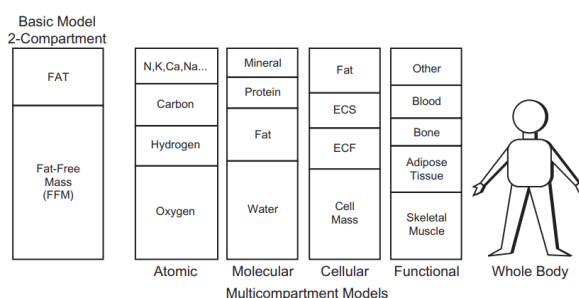 Basic Model
2-Compartment
FAT
Fat-Free
Mass
(FFM)
N,K,Ca,Na...
Carbon
Hydrogen
Oxygen
Atomic
Mineral
Protein
Fat
Water
Molecular
Fat
ECS
ECF
Cell
Mass
Cellular
Other
Blood
Bone
Adipose
Tissue
Skeletal
Muscle
Functional
Whole Body
Multicompartment Models